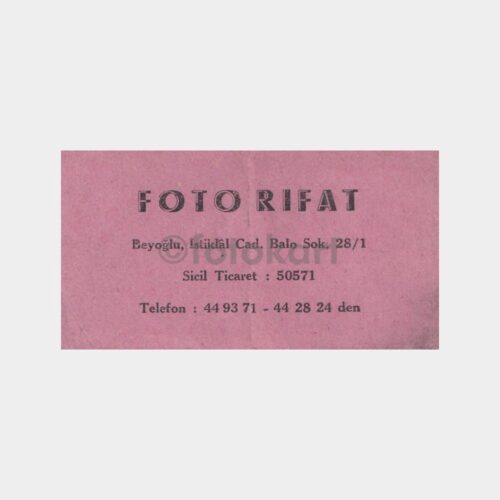 FOTO RIFAT
Beyoğlu, İstiklâl Cad. Balo Sok. 28/1
©fotokart
Sicil Ticaret : 50571
Telefon : 44 93 71 - 44 28 24 den